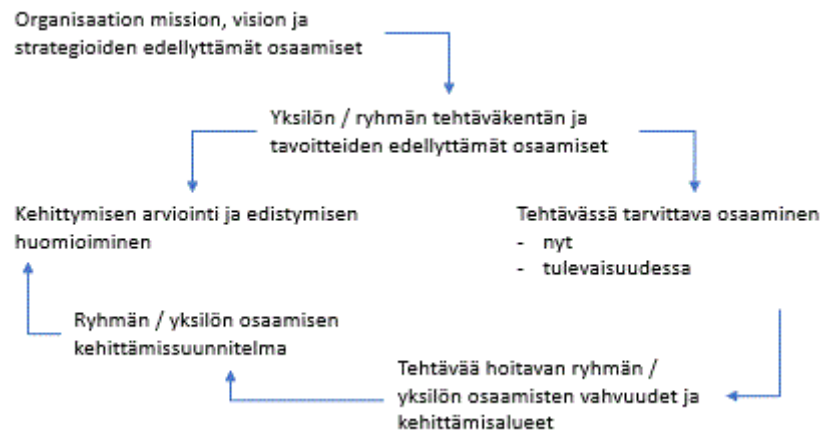 Organisaation mission, vision ja
strategioiden edellyttämät osaamiset
Yksilön / ryhmän tehtäväkentän ja
tavoitteiden edellyttämät osaamiset
Kehittymisen arviointi ja edistymisen
huomioiminen
Tehtävässä tarvittava osaaminen
- nyt
- tulevaisuudessa
Ryhmän / yksilön osaamisen
kehittämissuunnitelma
Tehtävää hoitavan ryhmän /
yksilön osaamisten vahvuudet ja
kehittämisalueet